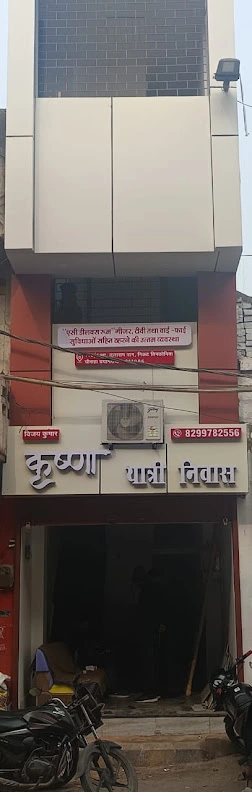 "एसी डीलक्स रूम" गीजर, टीवी तथा वाई -फाई
सुविधाओं सहित ठहरने की उत्तम व्यवस्था
विजय कुमार
8299782556
कृष्णा यात्री निवास